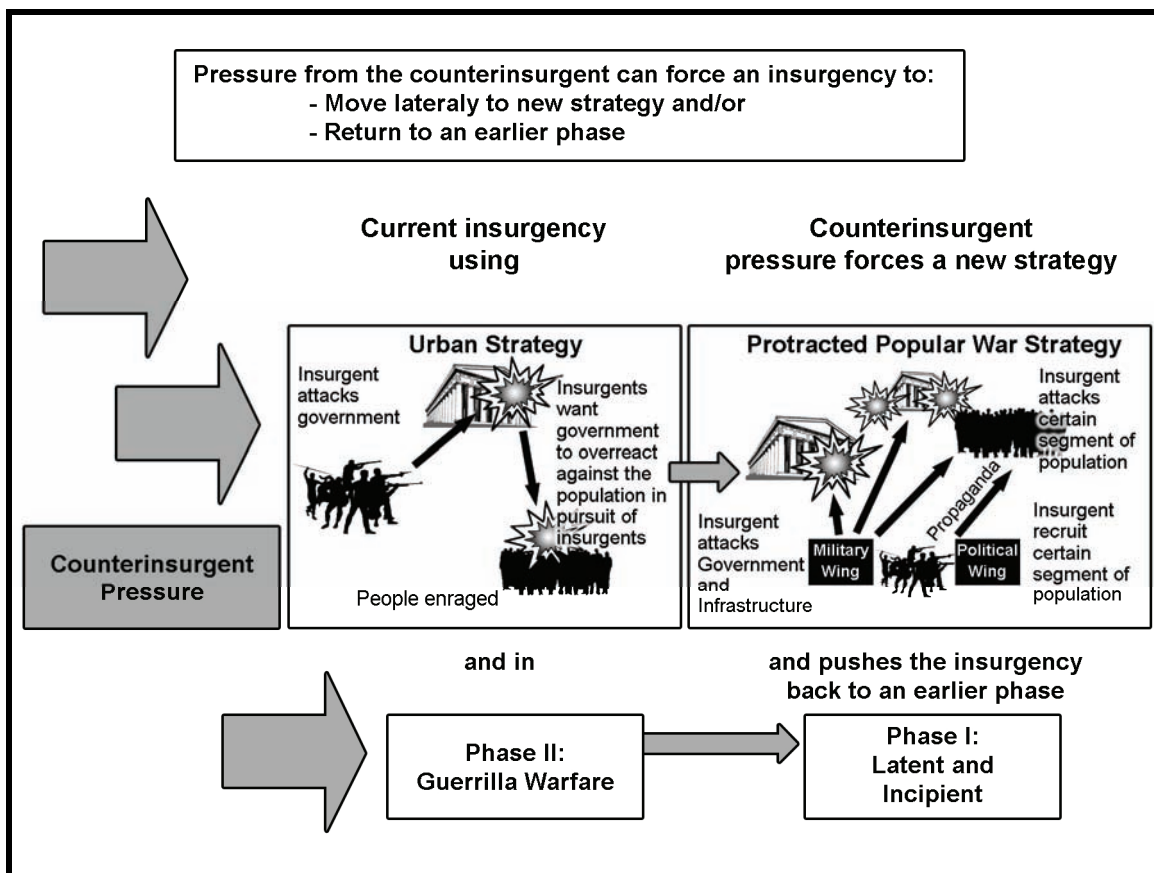 Pressure from the counterinsurgent can force an insurgency to:
- Move lateraly to new strategy and/or
- Return to an earlier phase
Current insurgency
using
Counterinsurgent
pressure forces a new strategy
Counterinsurgent
Pressure
Urban Strategy
Insurgent
attacks
government
Insurgents
want
government
to overreact
against the
population in
pursuit of
insurgents
People enraged
Protracted Popular War Strategy
Insurgent
attacks
certain
segment of
population
Propaganda
Insurgent
attacks
Government
and
Infrastructure
Military
Wing
Political
Wing
Insurgent
recruit
certain
segment of
population
and in
and pushes the insurgency
back to an earlier phase
Phase II:
Guerrilla Warfare
Phase I:
Latent and
Incipient